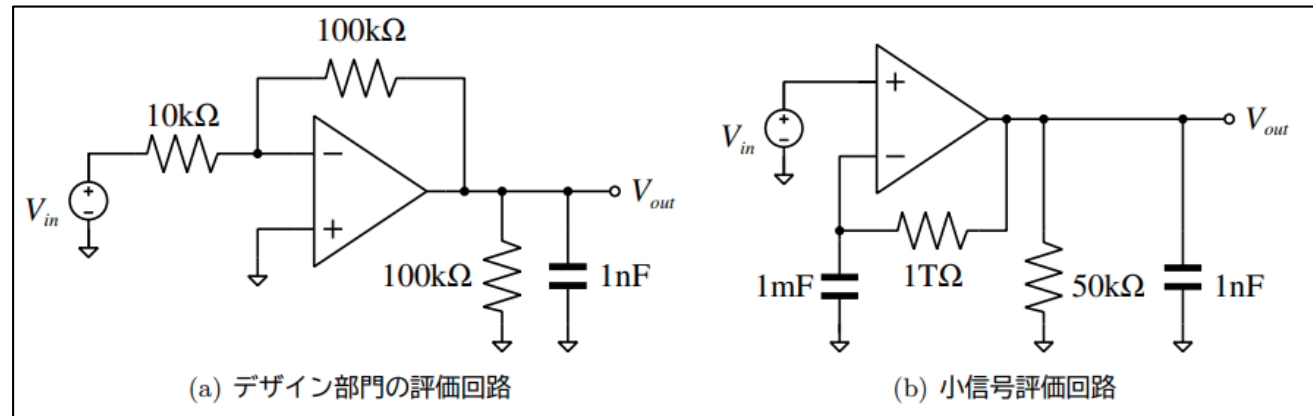 100kΩ
10kΩ
V_in
−
+
V_out
100kΩ
1nF
(a) デザイン部門の評価回路
V_in
+
−
V_out
1mF
1TΩ
50kΩ
1nF
(b) 小信号評価回路